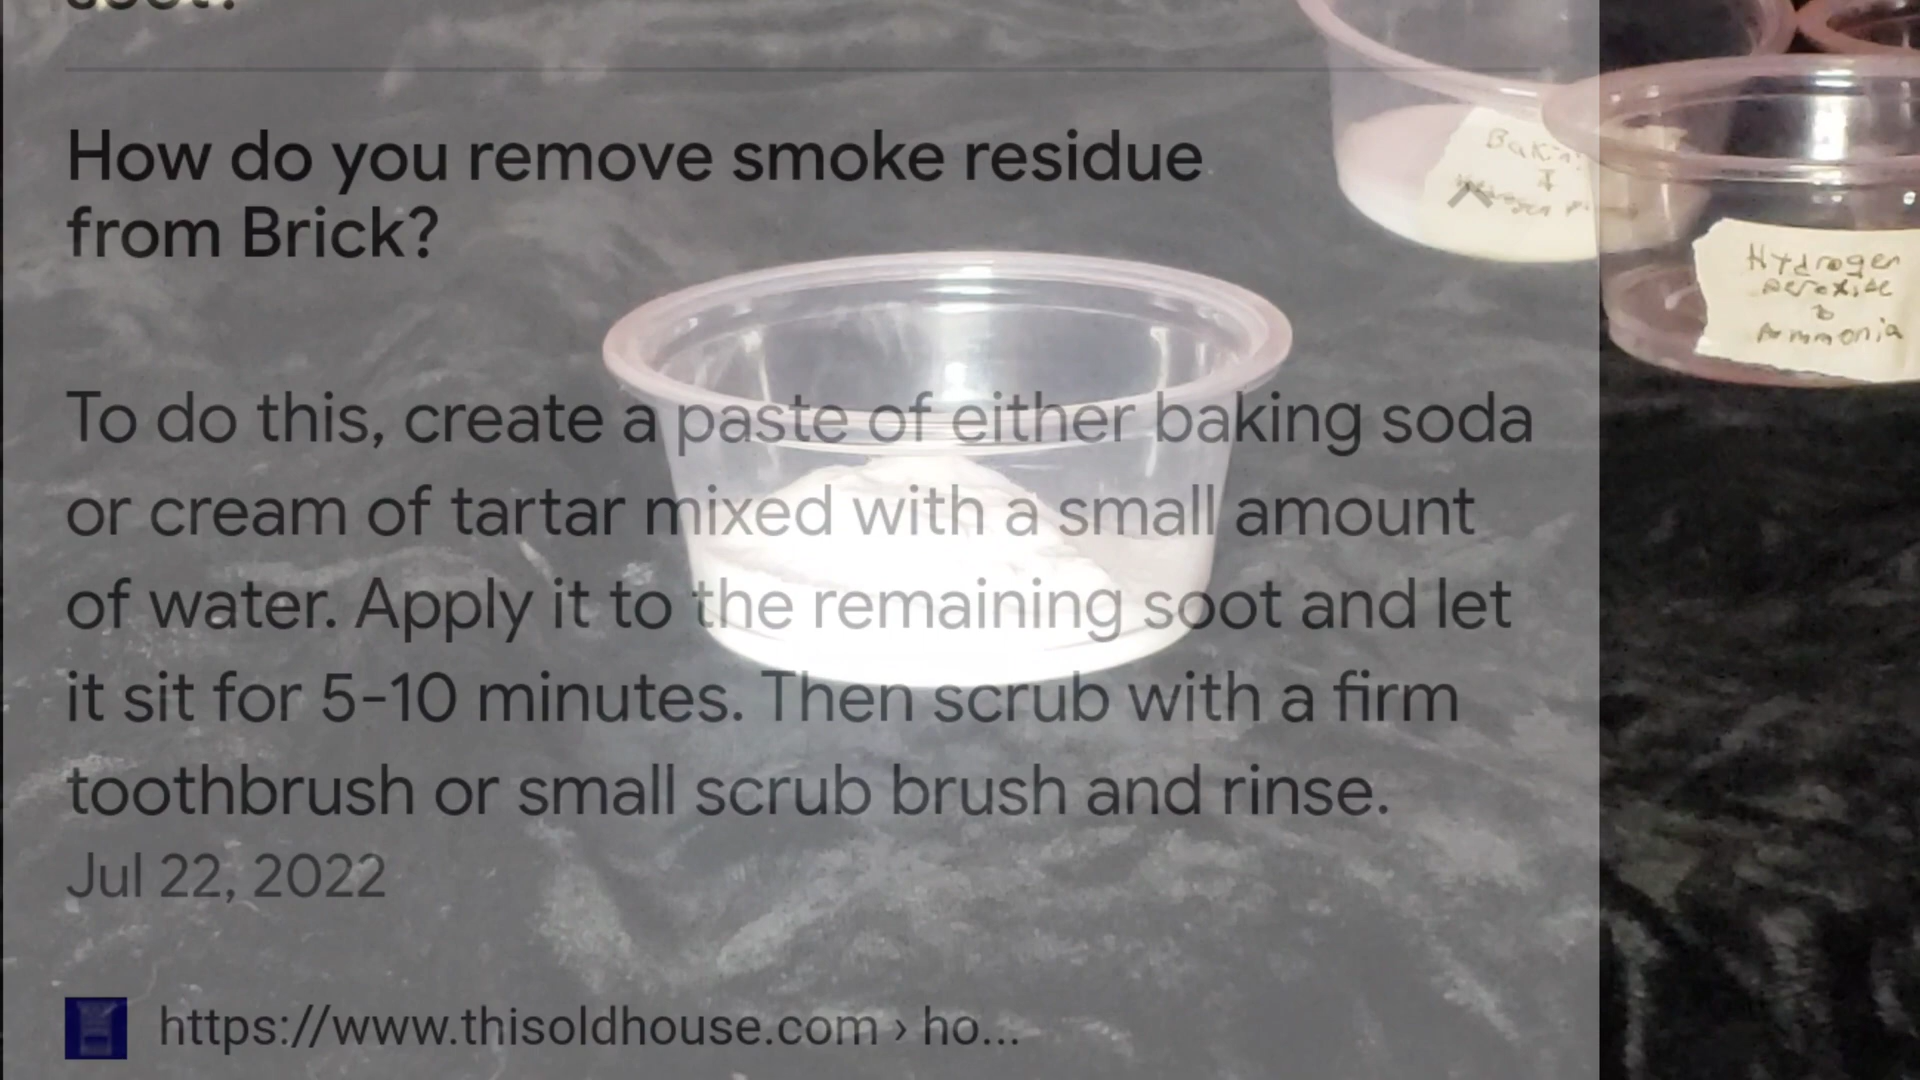 How do you remove smoke residue
from Brick?
To do this, create a paste of either baking soda
or cream of tartar mixed with a small amount
of water. Apply it to the remaining soot and let
it sit for 5-10 minutes. Then scrub with a firm
toothbrush or small scrub brush and rinse.
Jul 22, 2022
https://www.thisoldhouse.com › ho...
Hydrogen
peroxide
&
Ammonia